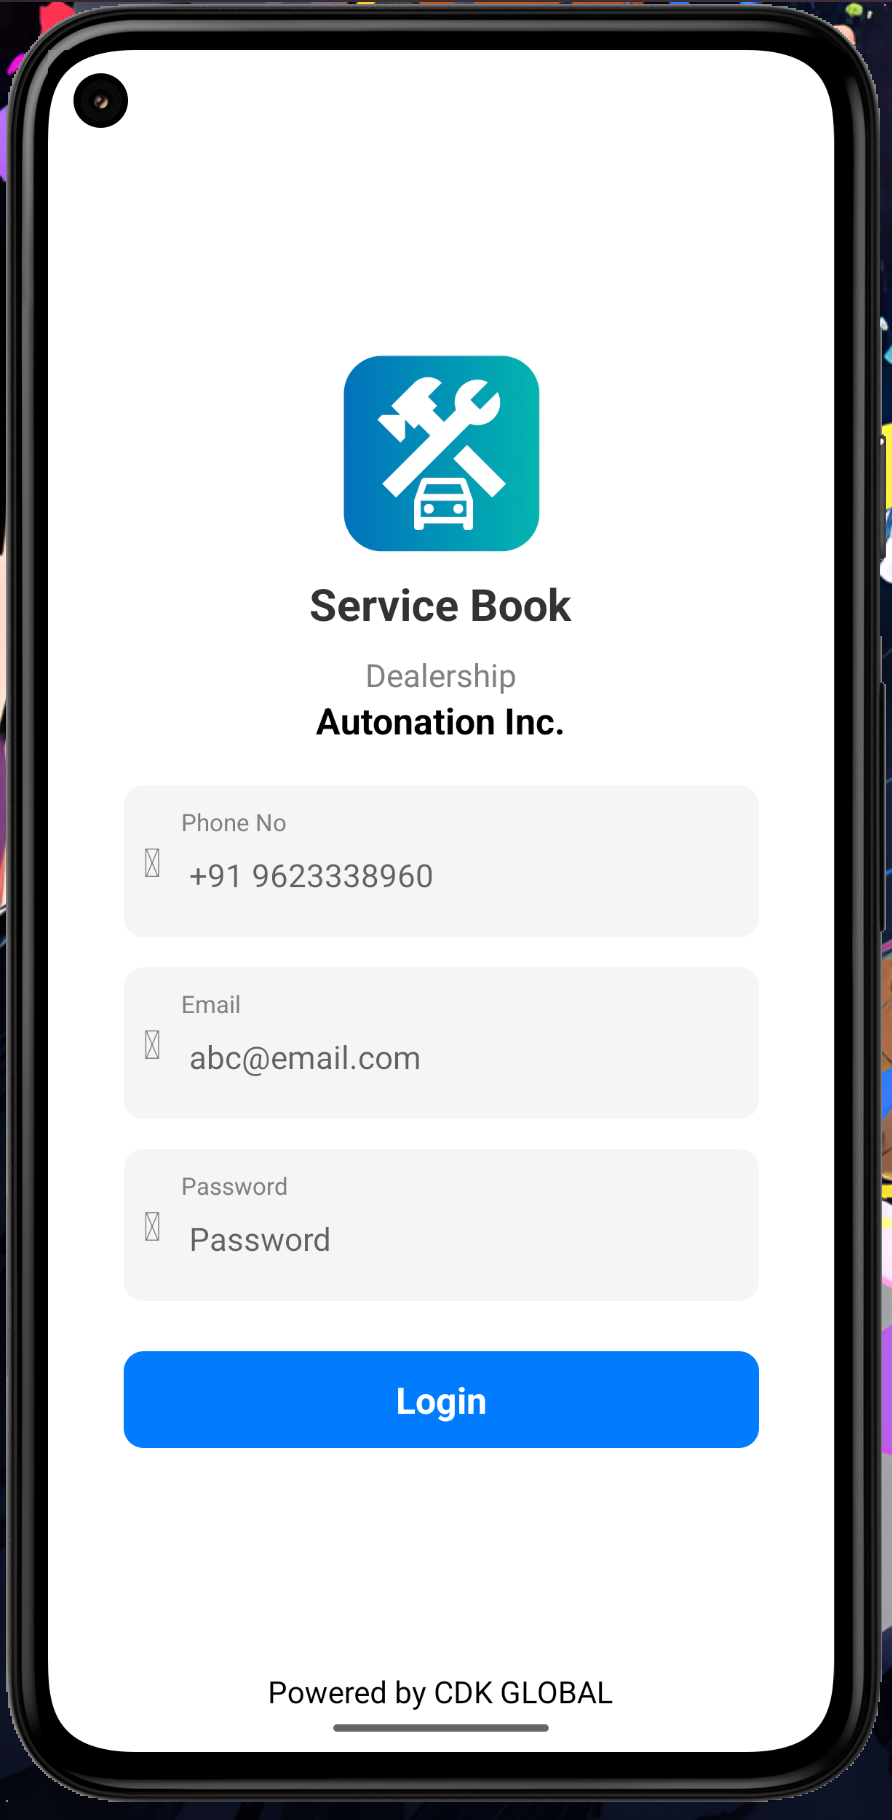 Service Book
Dealership
Autonation Inc.
Phone No
+91 9623338960
Email
abc@email.com
Password
Password
Login
Powered by CDK GLOBAL